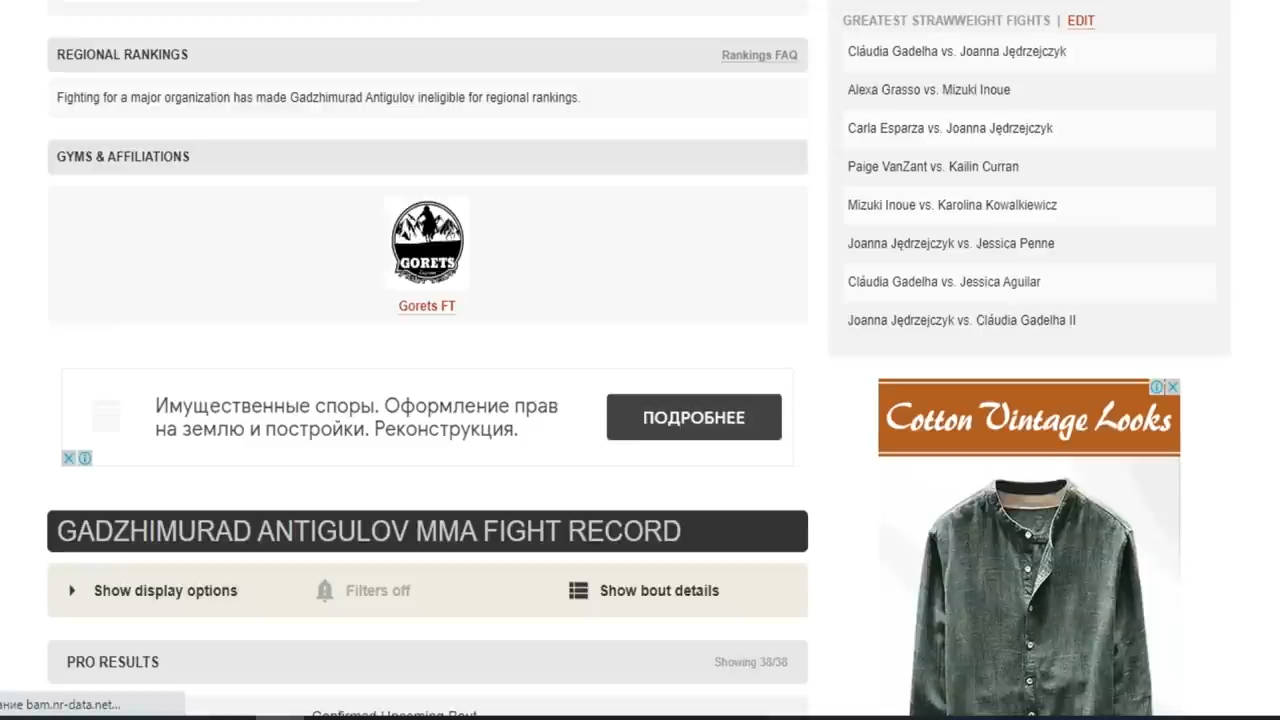 REGIONAL RANKINGS
Rankings FAQ
Fighting for a major organization has made Gadzhimurad Antigulov ineligible for regional rankings.
GYMS & AFFILIATIONS
GORETS
Gorets FT
Имущественные споры. Оформление прав
на землю и постройки. Реконструкция.
ПОДРОБНЕЕ
GADZHIMURAD ANTIGULOV MMA FIGHT RECORD
Show display options
Filters off
Show bout details
PRO RESULTS
Showing 38/38
Confirmed Upcoming Bout
ание bam.nr-data.net...
GREATEST STRAWWEIGHT FIGHTS | EDIT
Cláudia Gadelha vs. Joanna Jędrzejczyk
Alexa Grasso vs. Mizuki Inoue
Carla Esparza vs. Joanna Jędrzejczyk
Paige VanZant vs. Kailin Curran
Mizuki Inoue vs. Karolina Kowalkiewicz
Joanna Jędrzejczyk vs. Jessica Penne
Cláudia Gadelha vs. Jessica Aguilar
Joanna Jędrzejczyk vs. Cláudia Gadelha II
Cotton Vintage Looks